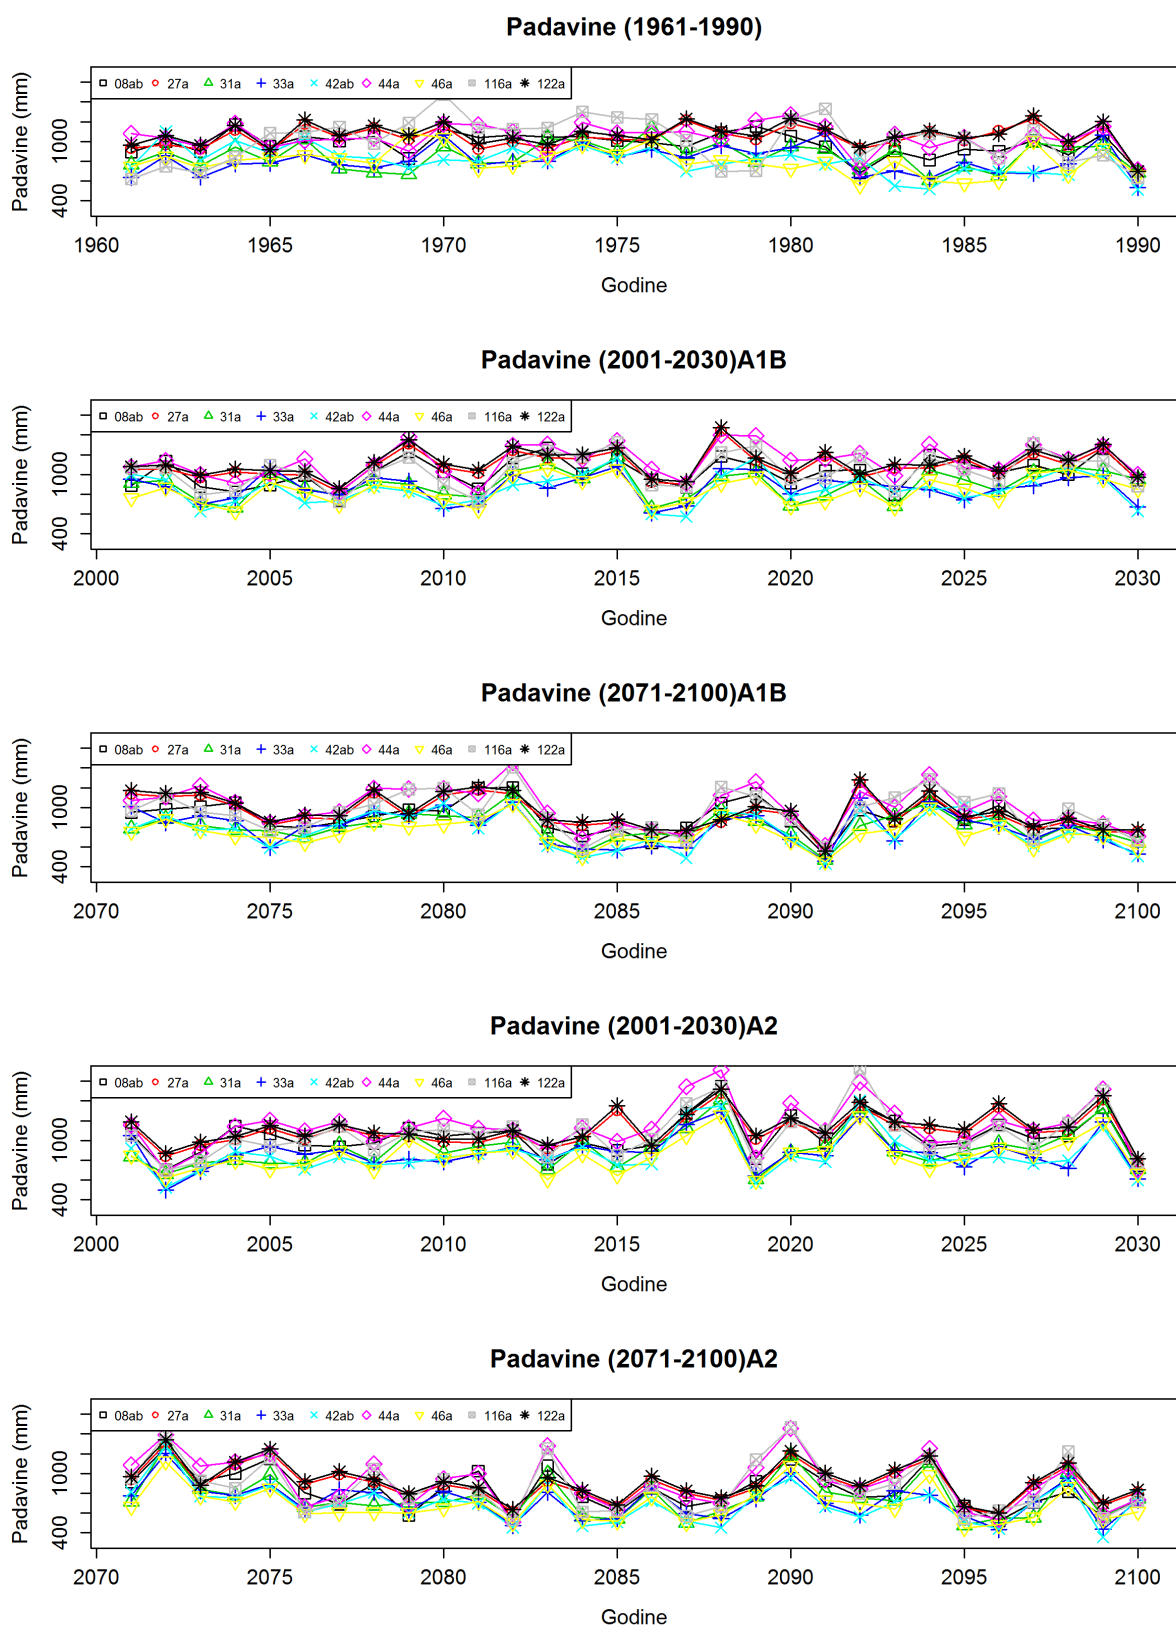 Padavine (1961-1990)
Padavine (mm)
400 1000
08ab 27a 31a 33a 42ab 44a 46a 116a 122a
1960 1965 1970 1975 1980 1985 1990
Godine
Padavine (2001-2030)A1B
Padavine (mm)
400 1000
08ab 27a 31a 33a 42ab 44a 46a 116a 122a
2000 2005 2010 2015 2020 2025 2030
Godine
Padavine (2071-2100)A1B
Padavine (mm)
400 1000
08ab 27a 31a 33a 42ab 44a 46a 116a 122a
2070 2075 2080 2085 2090 2095 2100
Godine
Padavine (2001-2030)A2
Padavine (mm)
400 1000
08ab 27a 31a 33a 42ab 44a 46a 116a 122a
2000 2005 2010 2015 2020 2025 2030
Godine
Padavine (2071-2100)A2
Padavine (mm)
400 1000
08ab 27a 31a 33a 42ab 44a 46a 116a 122a
2070 2075 2080 2085 2090 2095 2100
Godine